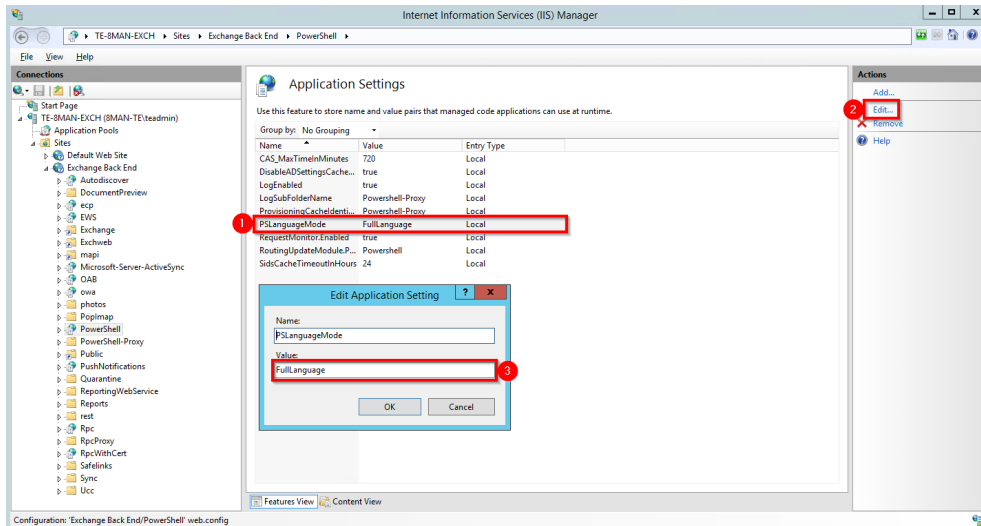 Internet Information Services (IIS) Manager
TE-8MAN-EXCH Sites Exchange Back End PowerShell
File View Help
Connections
Start Page
TE-8MAN-EXCH (8MAN-TE\teadmin)
Application Pools
Sites
Default Web Site
Exchange Back End
Autodiscover
DocumentPreview
ecp
EWS
Exchange
Exchweb
mapi
Microsoft-Server-ActiveSync
OAB
owa
photos
PopImap
PowerShell
PowerShell-Proxy
Public
PushNotifications
Quarantine
ReportingWebService
Reports
rest
Rpc
RpcProxy
RpcWithCert
Safelinks
Sync
Ucc
Application Settings
Use this feature to store name and value pairs that managed code applications can use at runtime.
Group by: No Grouping
Name Value Entry Type
CAS_MaxTimeInMinutes 720 Local
DisableADSettingsCache... true Local
LogEnabled true Local
LogSubFolderName Powershell-Proxy Local
ProvisioningCacheIdenti... Powershell-Proxy Local
1 PSLanguageMode FullLanguage Local
RequestMonitor.Enabled true Local
RoutingUpdateModule.P... Powershell Local
SidsCacheTimeoutInHours 24 Local
Edit Application Setting ? x
Name:
PSLanguageMode
Value:
FullLanguage 3
OK Cancel
Features View Content View
Actions
Add...
2 Edit...
Remove
Help
Configuration: 'Exchange Back End/PowerShell' web.config